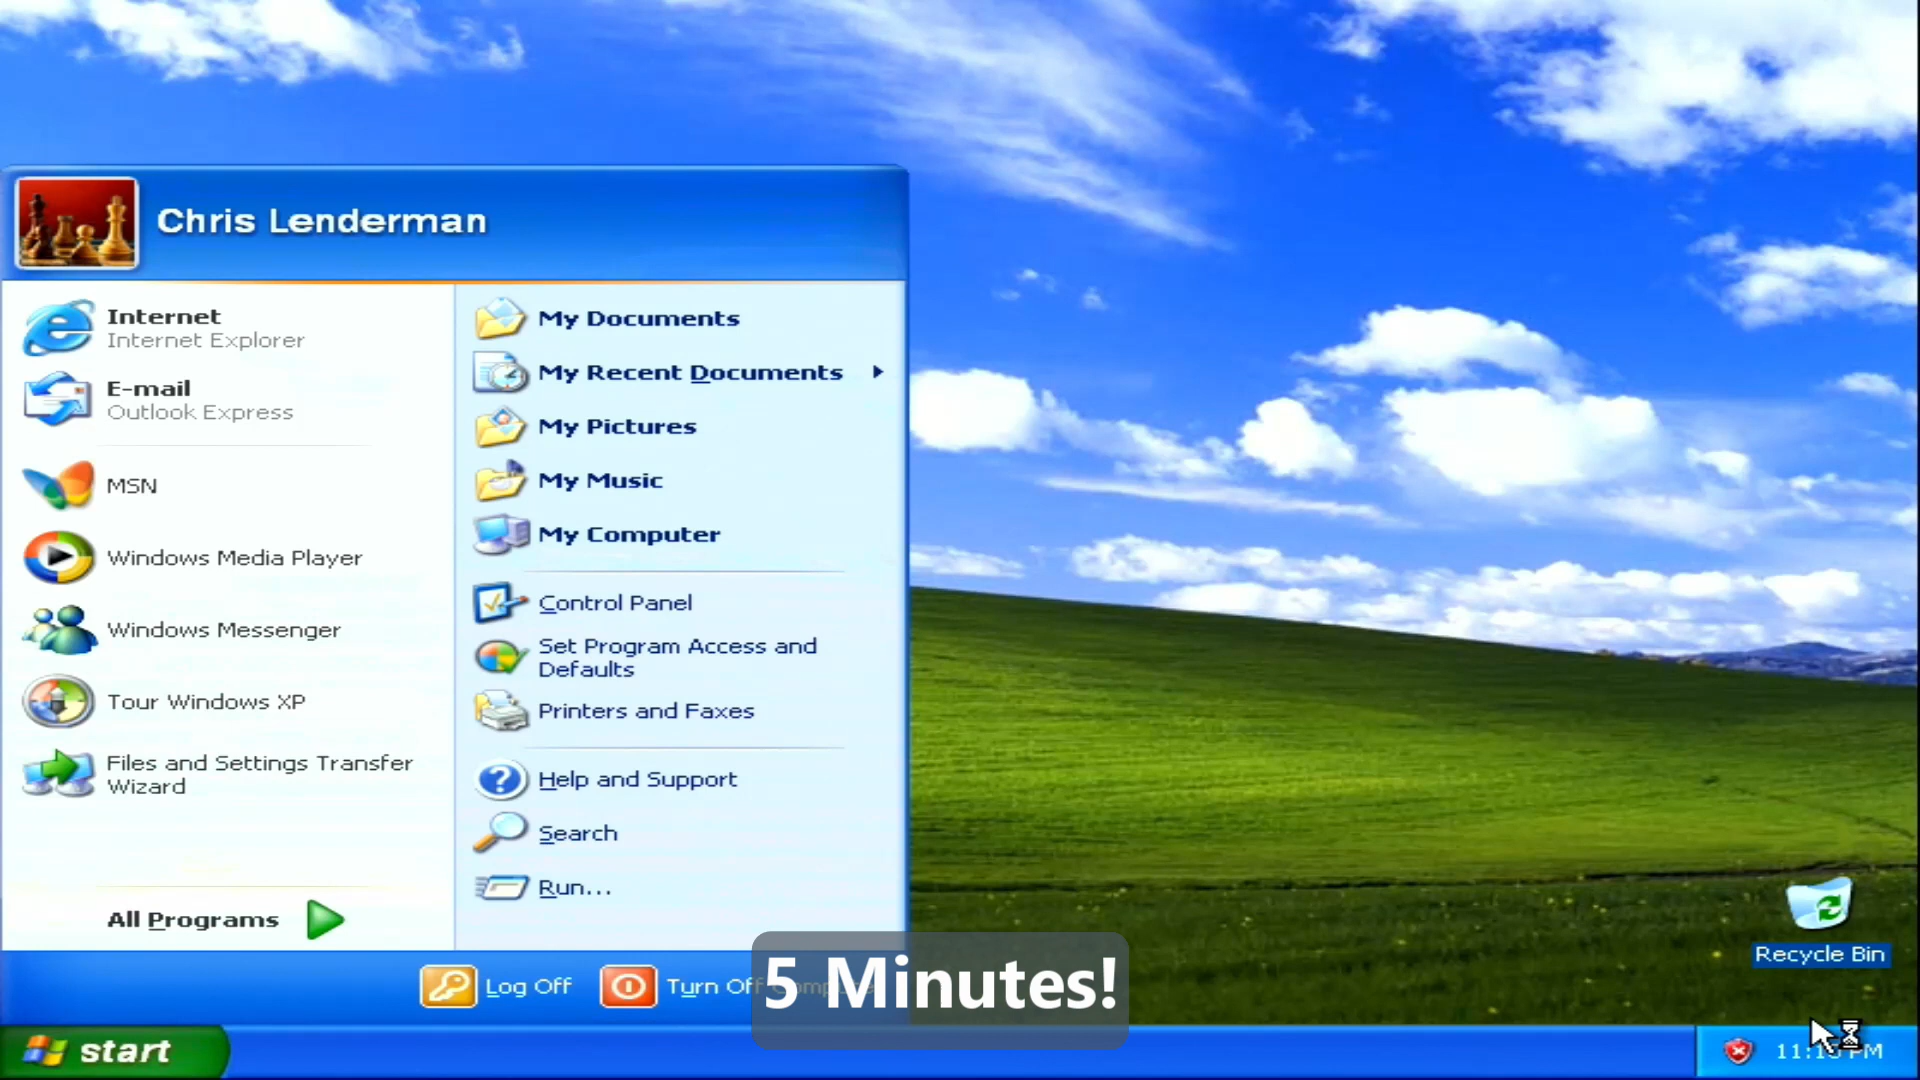 Chris Lenderman
Internet
Internet Explorer
E-mail
Outlook Express
MSN
Windows Media Player
Windows Messenger
Tour Windows XP
Files and Settings Transfer
Wizard
All Programs
My Documents
My Recent Documents
My Pictures
My Music
My Computer
Control Panel
Set Program Access and
Defaults
Printers and Faxes
Help and Support
Search
Run...
Log Off
Turn Off
5 Minutes!
Recycle Bin
start
PM